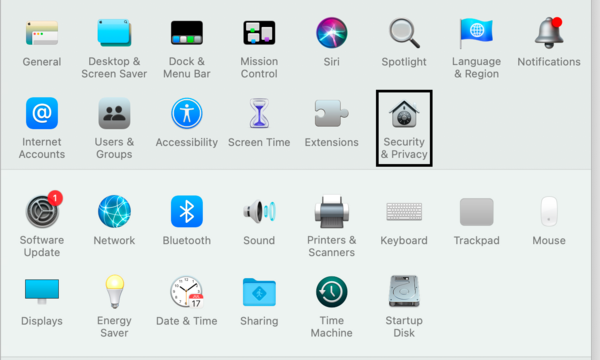 General
Desktop &
Screen Saver
Dock &
Menu Bar
Mission
Control
Siri
Spotlight
Language
& Region
Notifications
@
Internet
Accounts
Users &
Groups
Accessibility
Screen Time
Extensions
Security
& Privacy
1
Software
Update
Network
Bluetooth
Sound
Printers &
Scanners
Keyboard
Trackpad
Mouse
Displays
Energy
Saver
JUL
17
Date & Time
Sharing
Time
Machine
Startup
Disk